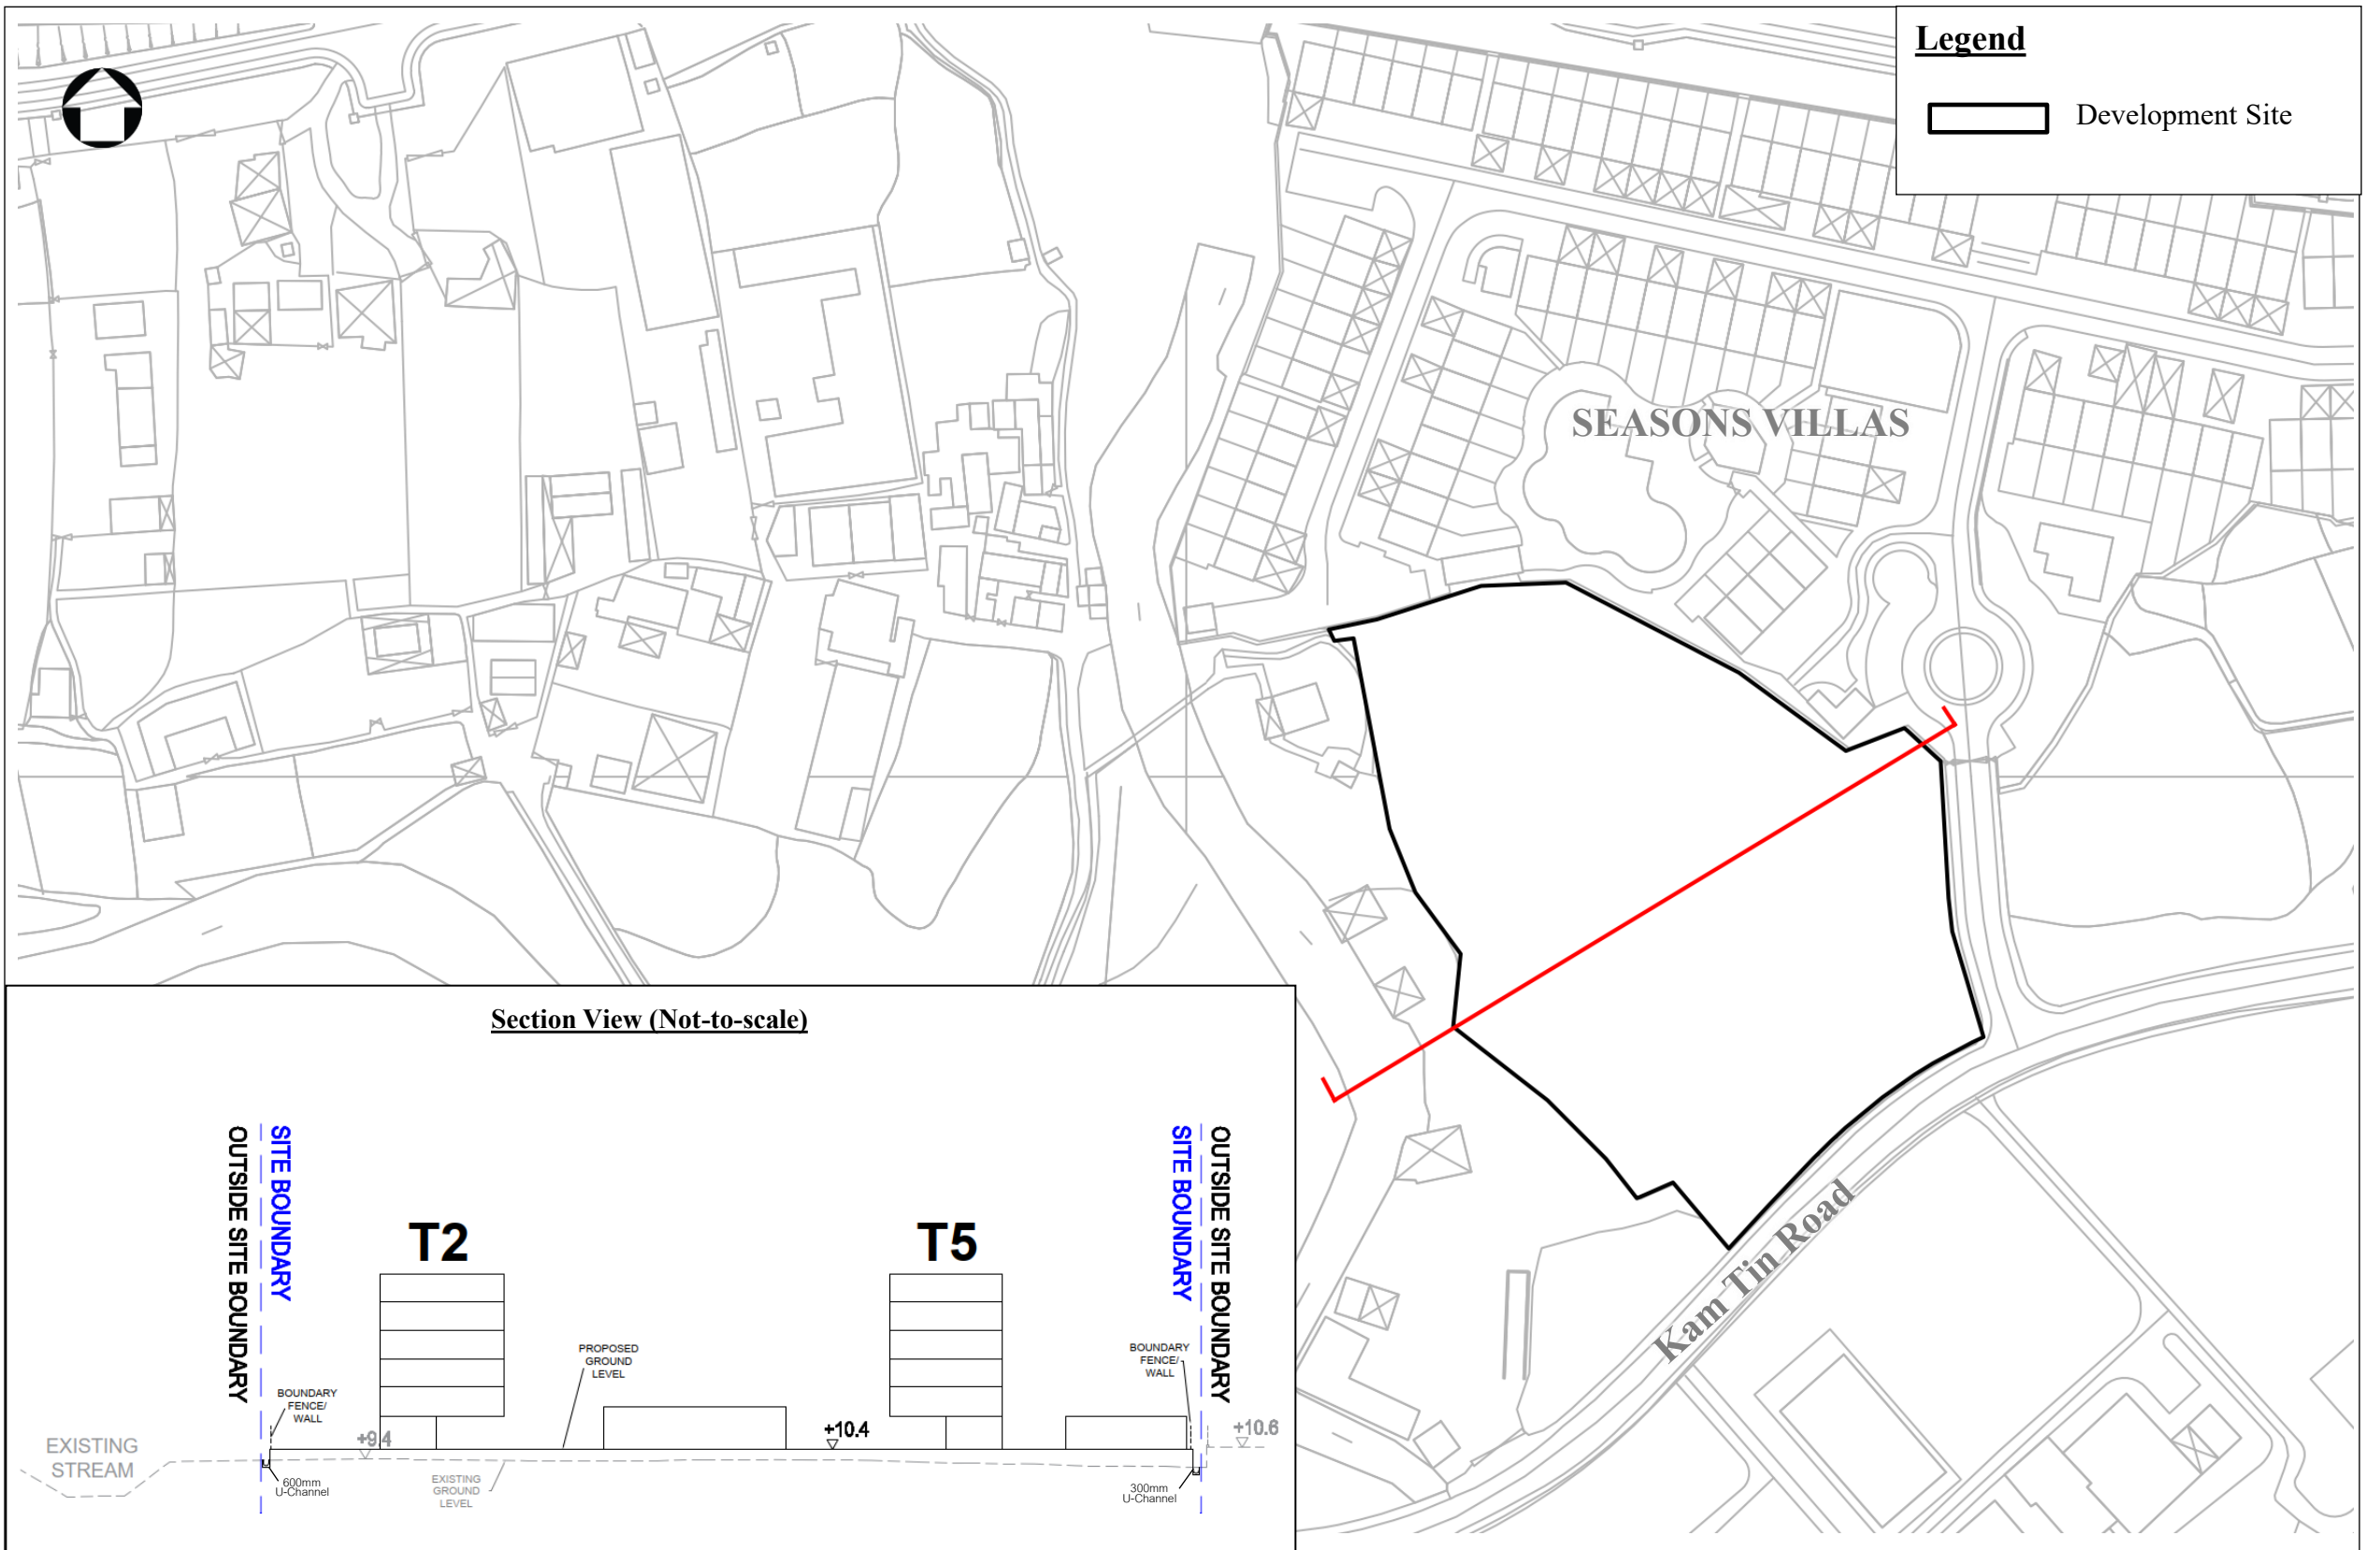 Legend
Development Site
SEASONS VILLAS
Kam Tin Road
Section View (Not-to-scale)
OUTSIDE SITE BOUNDARY
SITE BOUNDARY
SITE BOUNDARY
OUTSIDE SITE BOUNDARY
T2
T5
BOUNDARY
FENCE/
WALL
PROPOSED
GROUND
LEVEL
BOUNDARY
FENCE/
WALL
+9.4
+10.4
+10.6
EXISTING
STREAM
600mm
U-Channel
EXISTING
GROUND
LEVEL
300mm
U-Channel